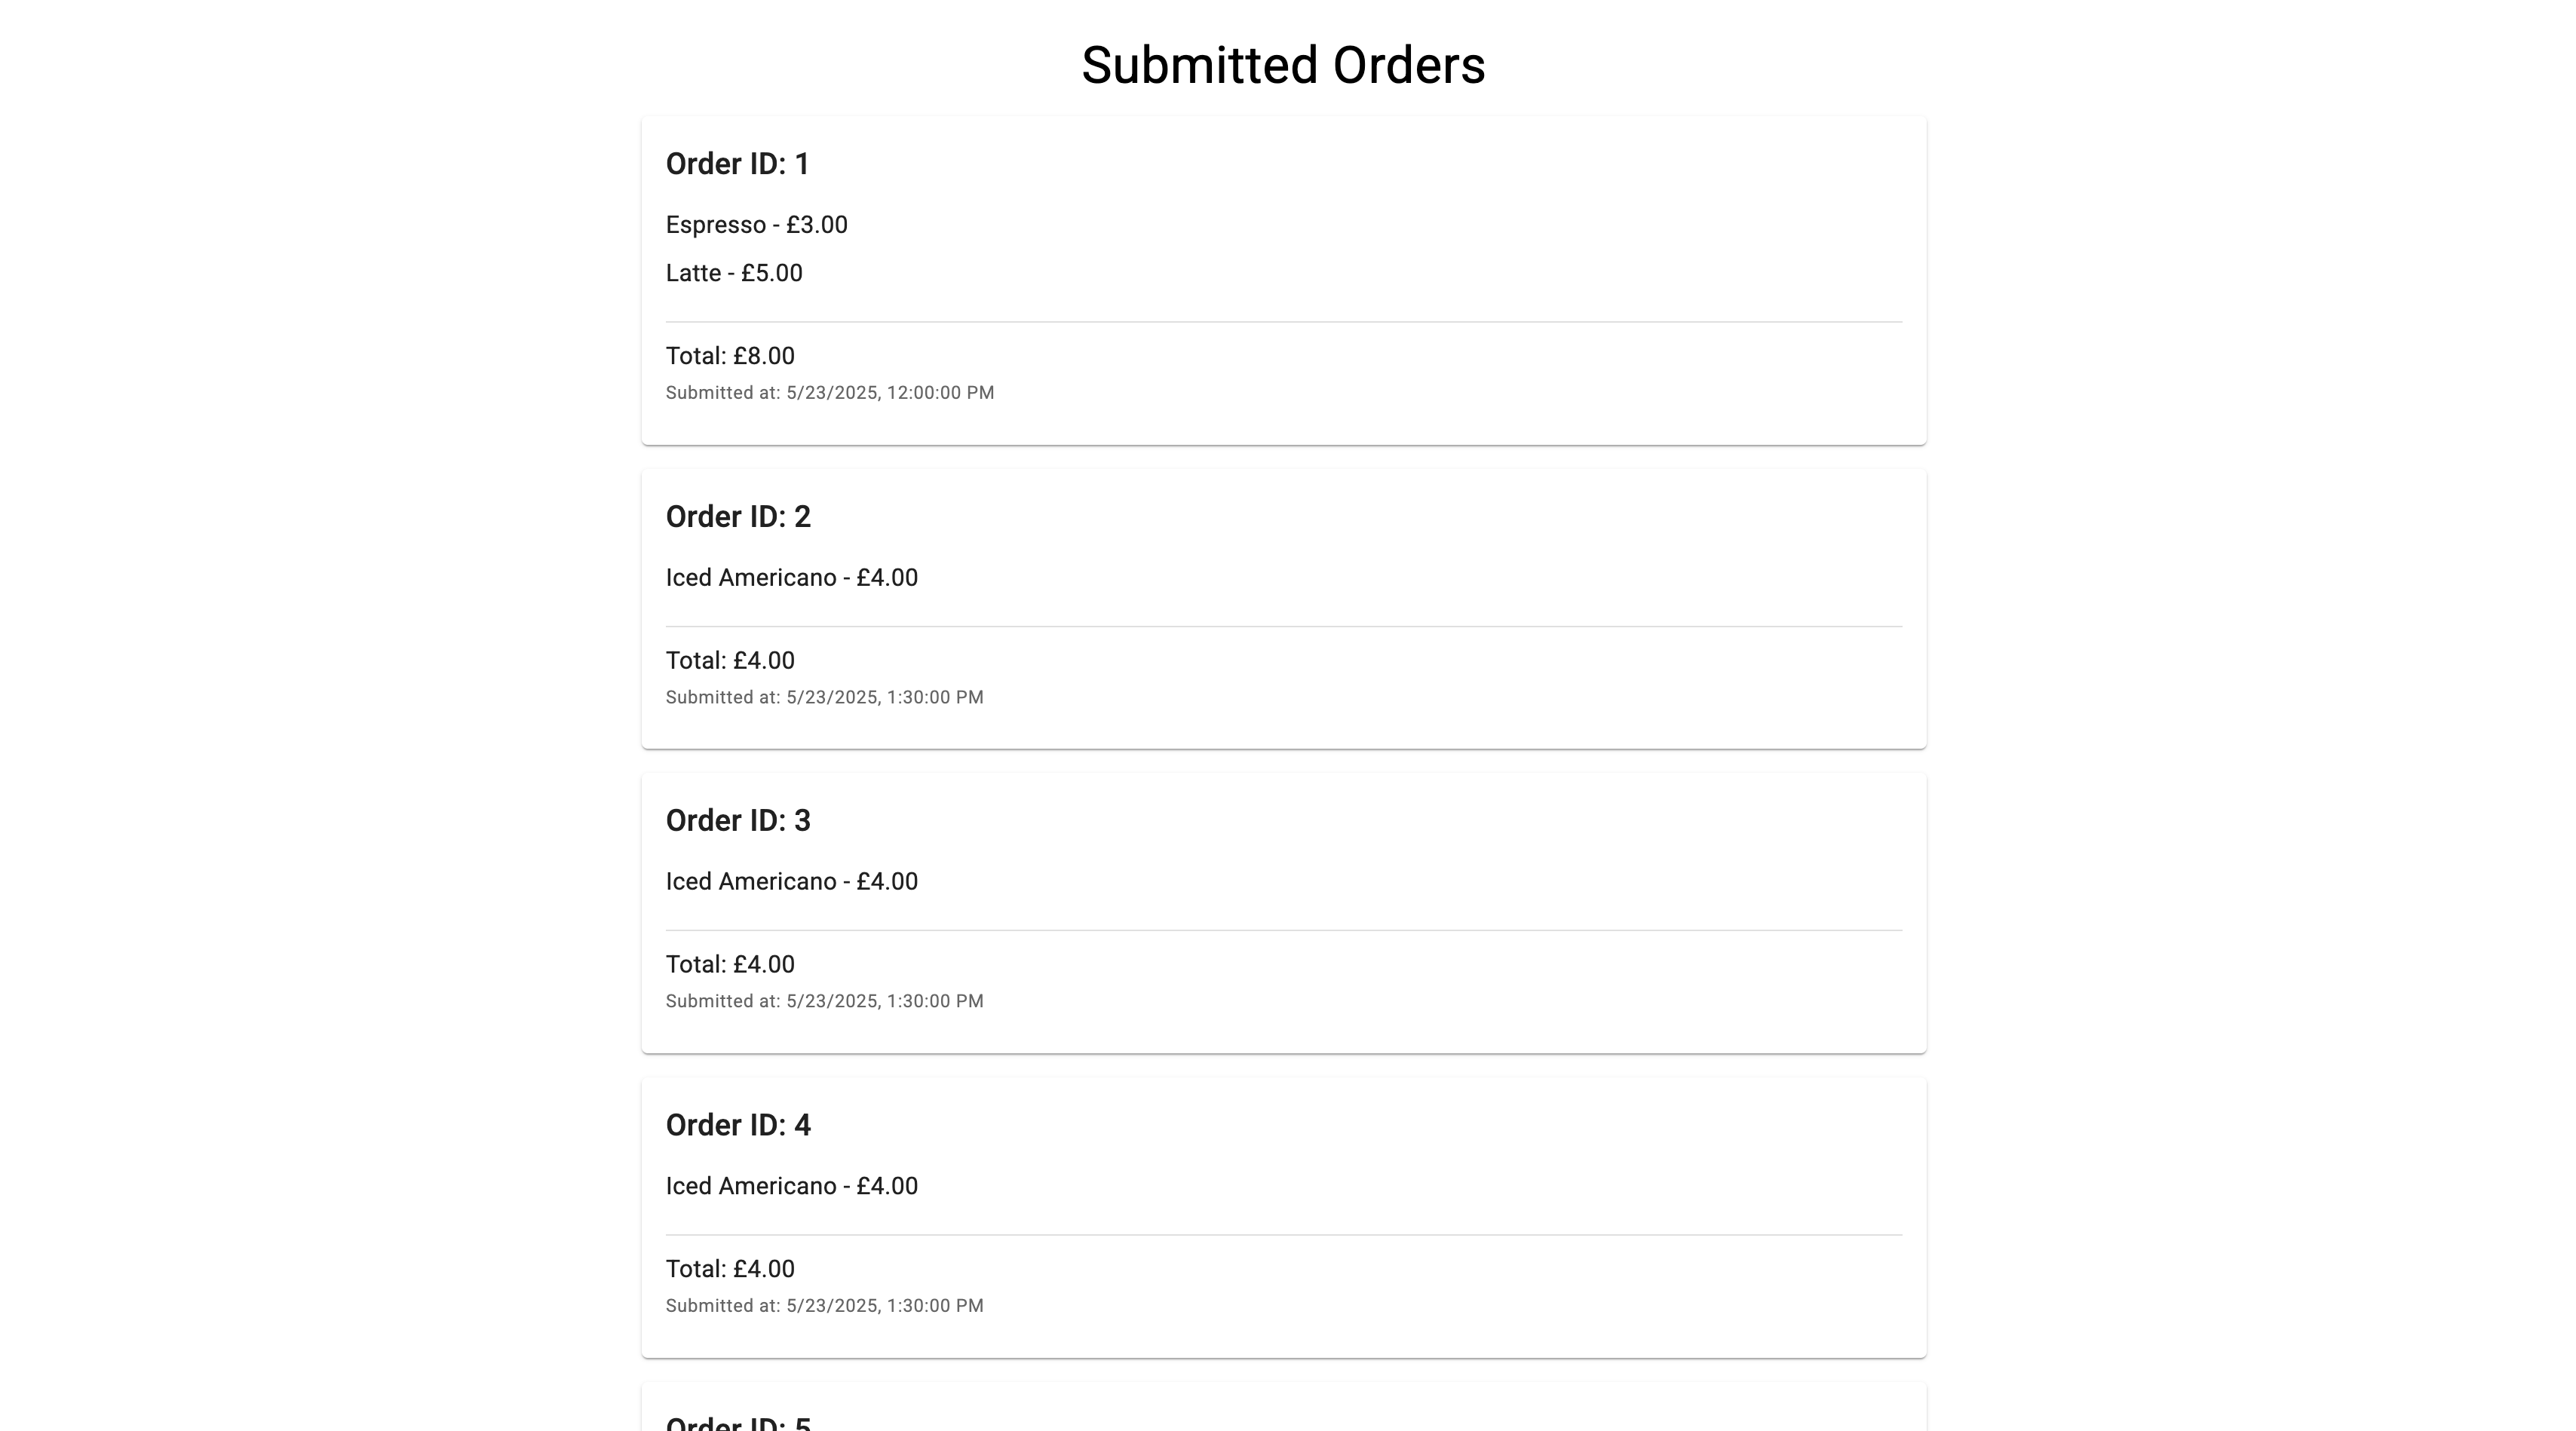 Submitted Orders
Order ID: 1
Espresso - £3.00
Latte - £5.00
Total: £8.00
Submitted at: 5/23/2025, 12:00:00 PM
Order ID: 2
Iced Americano - £4.00
Total: £4.00
Submitted at: 5/23/2025, 1:30:00 PM
Order ID: 3
Iced Americano - £4.00
Total: £4.00
Submitted at: 5/23/2025, 1:30:00 PM
Order ID: 4
Iced Americano - £4.00
Total: £4.00
Submitted at: 5/23/2025, 1:30:00 PM
Order ID: 5